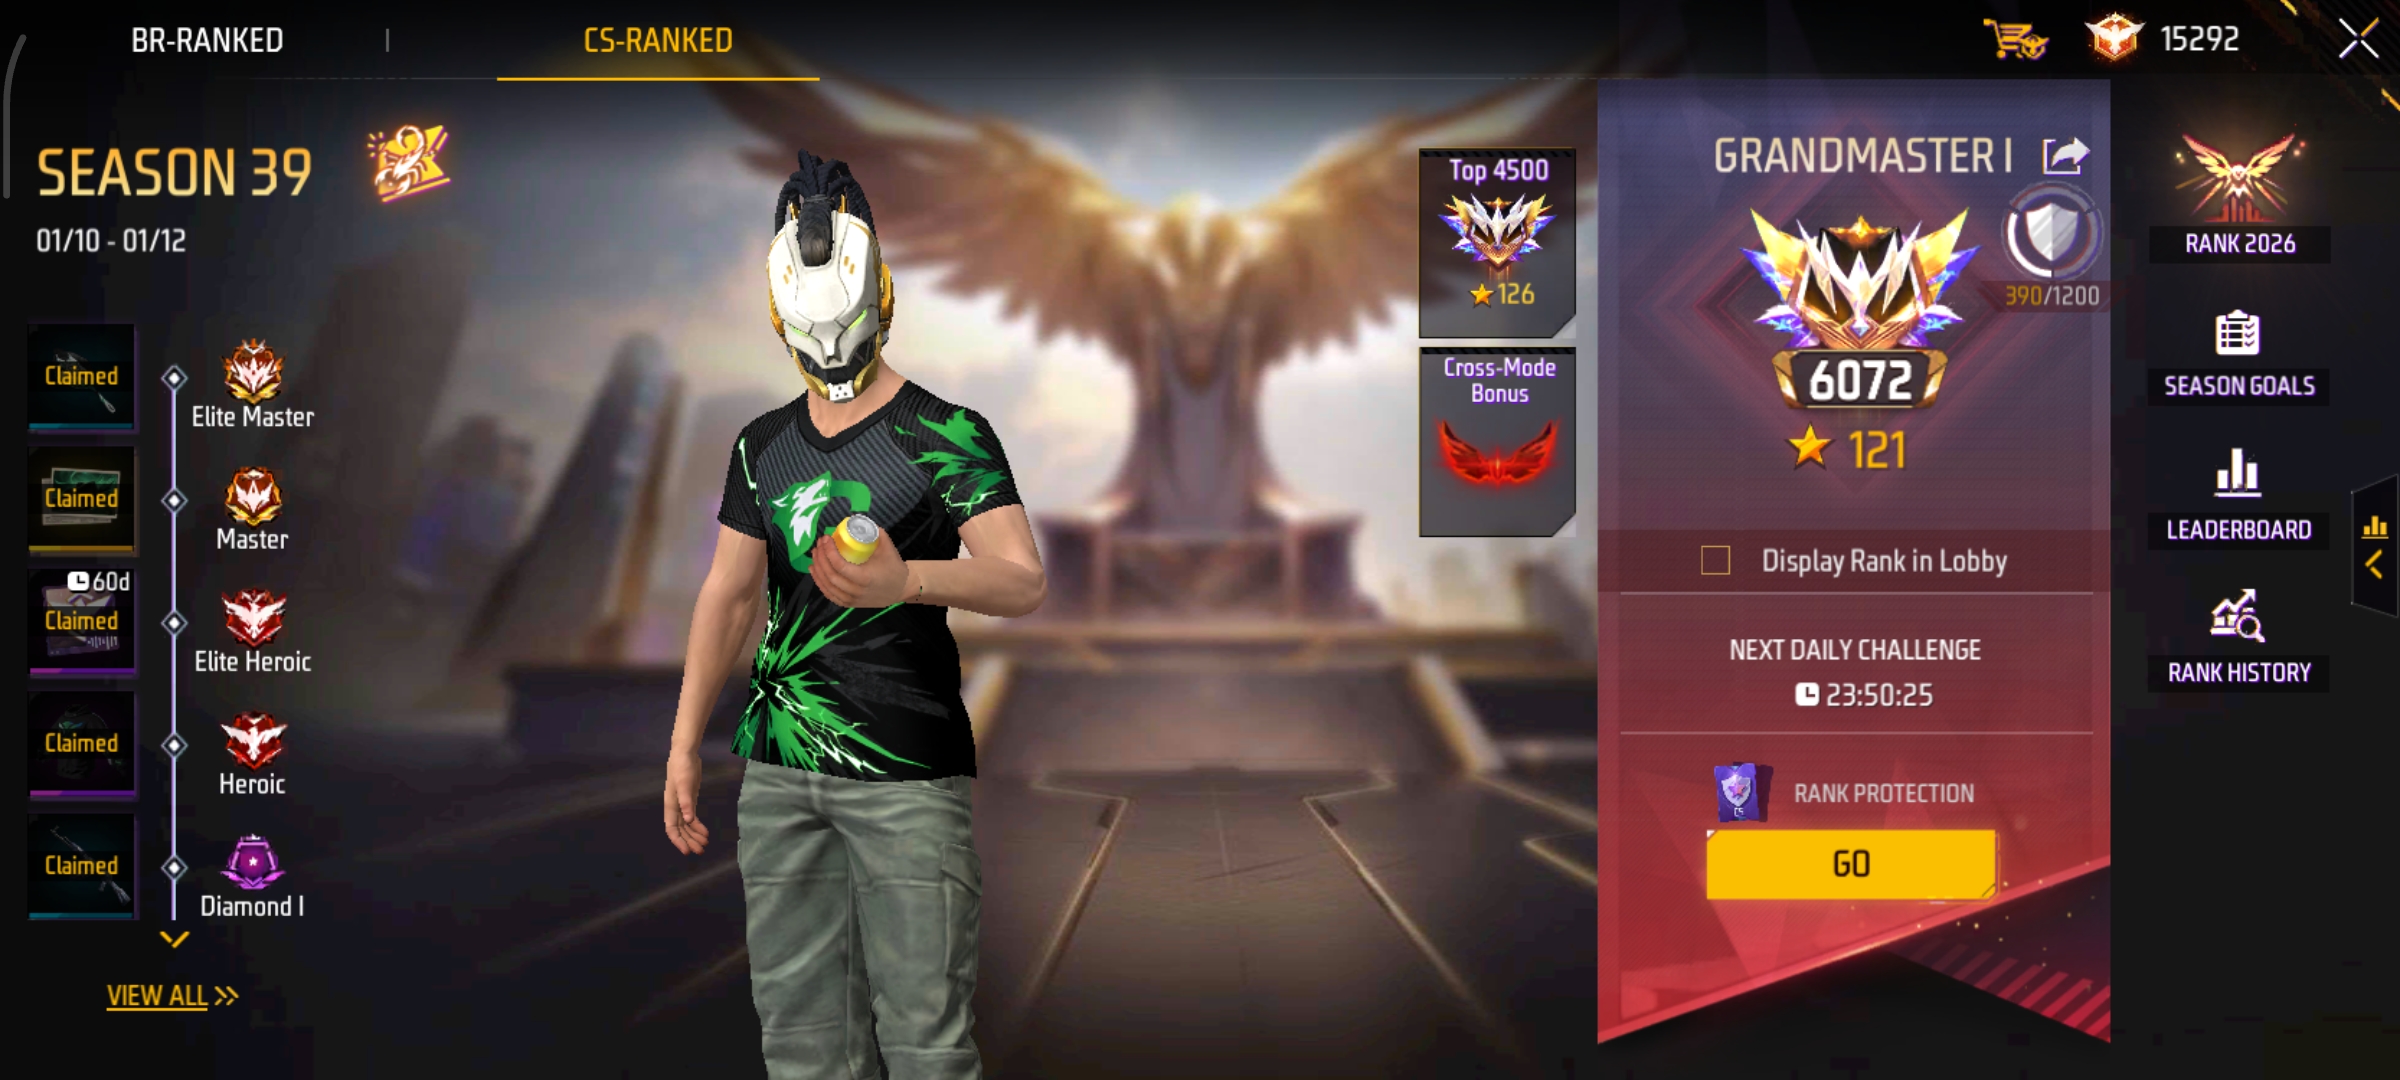 BR-RANKED
CS-RANKED
15292
SEASON 39
01/10 - 01/12
Claimed
Elite Master
Claimed
Master
60d
Claimed
Elite Heroic
Claimed
Heroic
Claimed
Diamond I
VIEW ALL
Top 4500
126
Cross-Mode
Bonus
GRANDMASTER I
390/1200
6072
121
Display Rank in Lobby
NEXT DAILY CHALLENGE
23:50:25
CS
RANK PROTECTION
GO
RANK 2026
SEASON GOALS
LEADERBOARD
RANK HISTORY